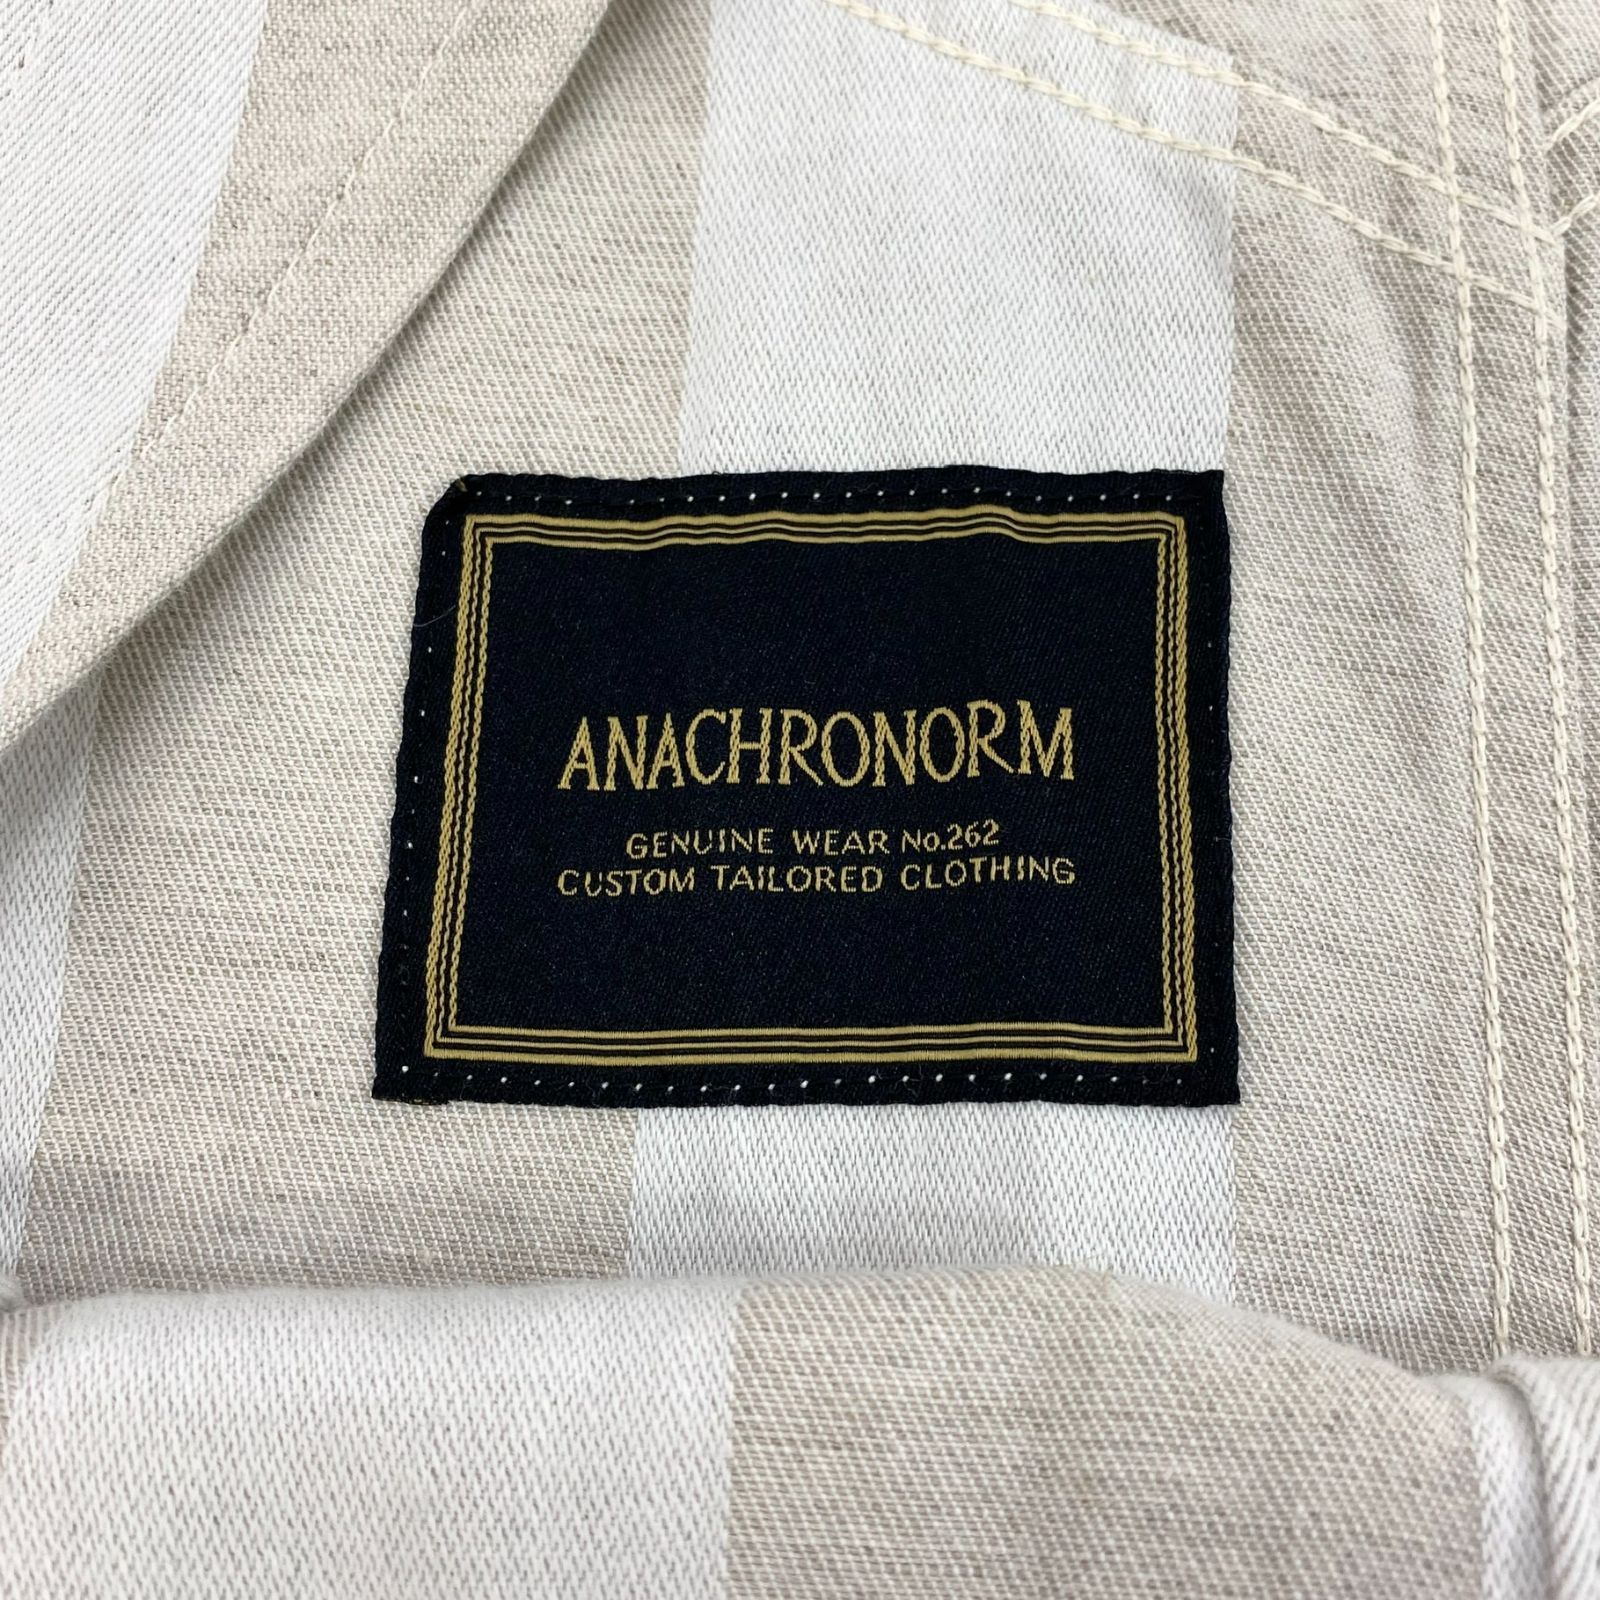 ANACHRONORM
GENUINE WEAR No.262
CUSTOM TAILORED CLOTHING